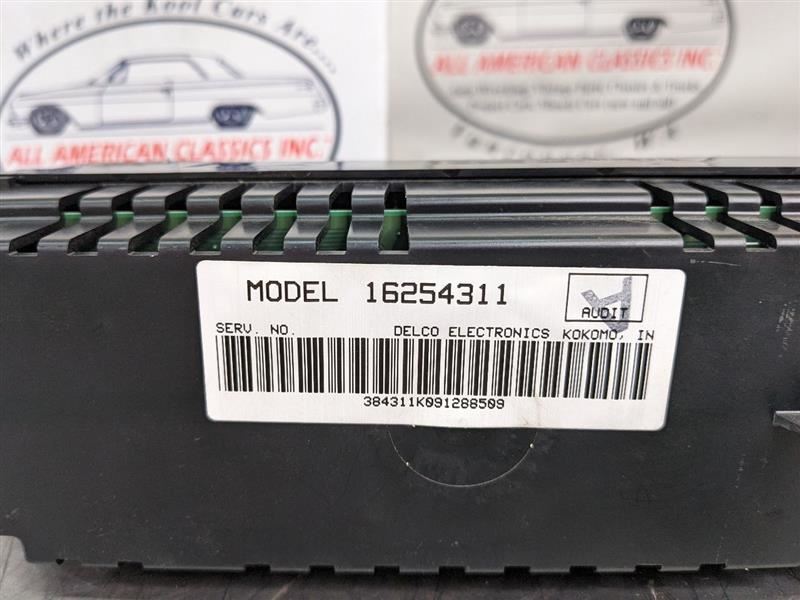 Where the Kool Cars Are....
ALL AMERICAN CLASSICS INC.
ALL AMERICAN CLASSICS INC.
MODEL 16254311
AUDIT
SERV. NO.
DELCO ELECTRONICS KOKOMO, IN
384311K091288509